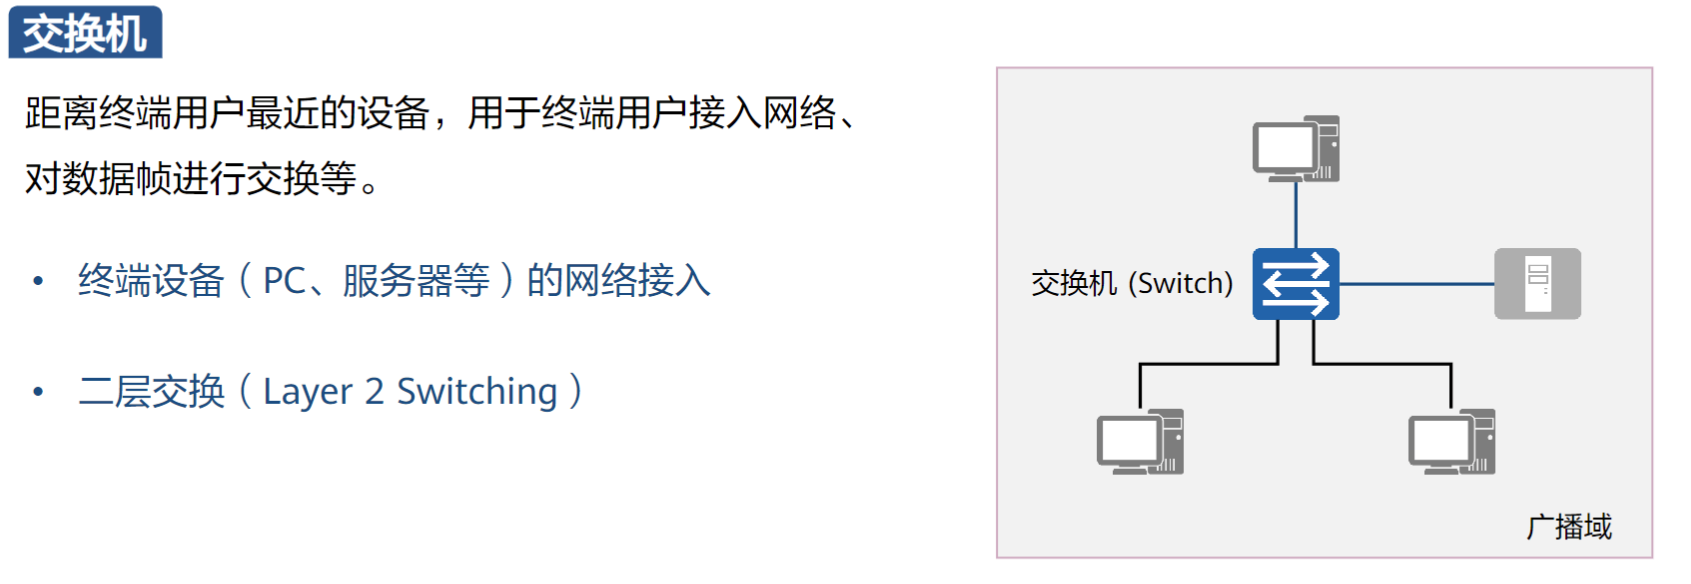 交换机
距离终端用户最近的设备，用于终端用户接入网络、
对数据帧进行交换等。
• 终端设备（PC、服务器等）的网络接入
• 二层交换（Layer 2 Switching）
交换机 (Switch)
广播域